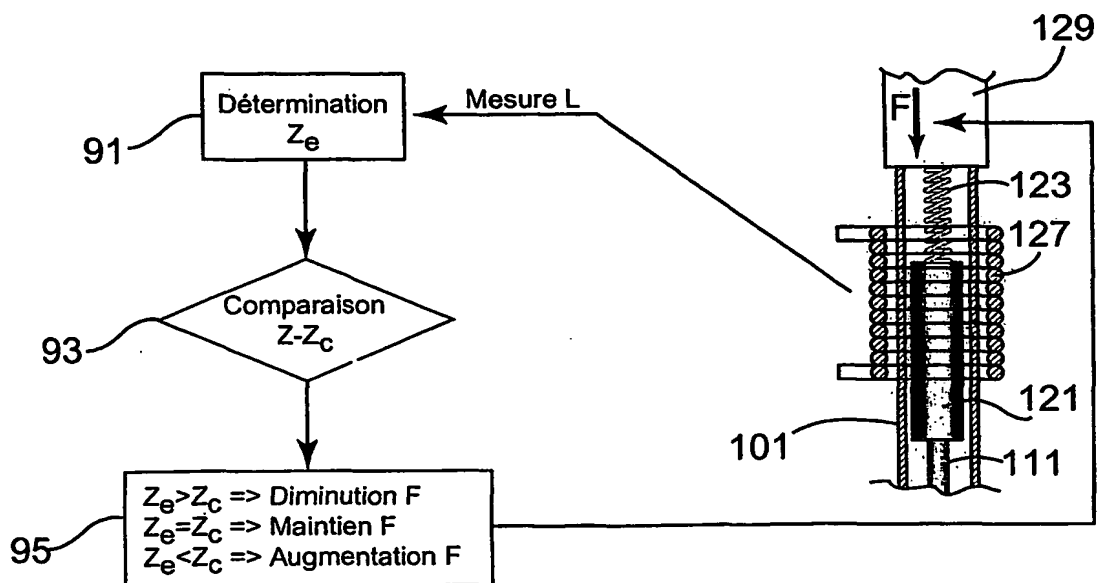 129
Détermination
Ze
Mesure L
F
91
123
127
Comparaison
Z-Zc
93
121
101
111
Ze>Zc => Diminution F
Ze=Zc => Maintien F
Ze<Zc => Augmentation F
95